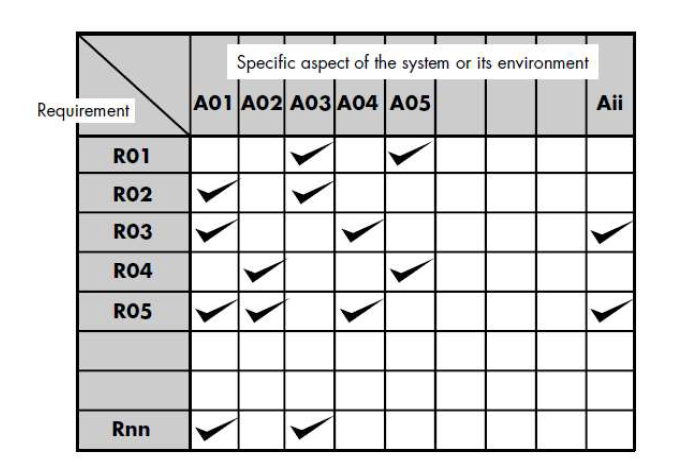 Specific aspect of the system or its environment
Requirement
A01 A02 A03 A04 A05 Aii
R01
R02
R03
R04
R05
Rnn